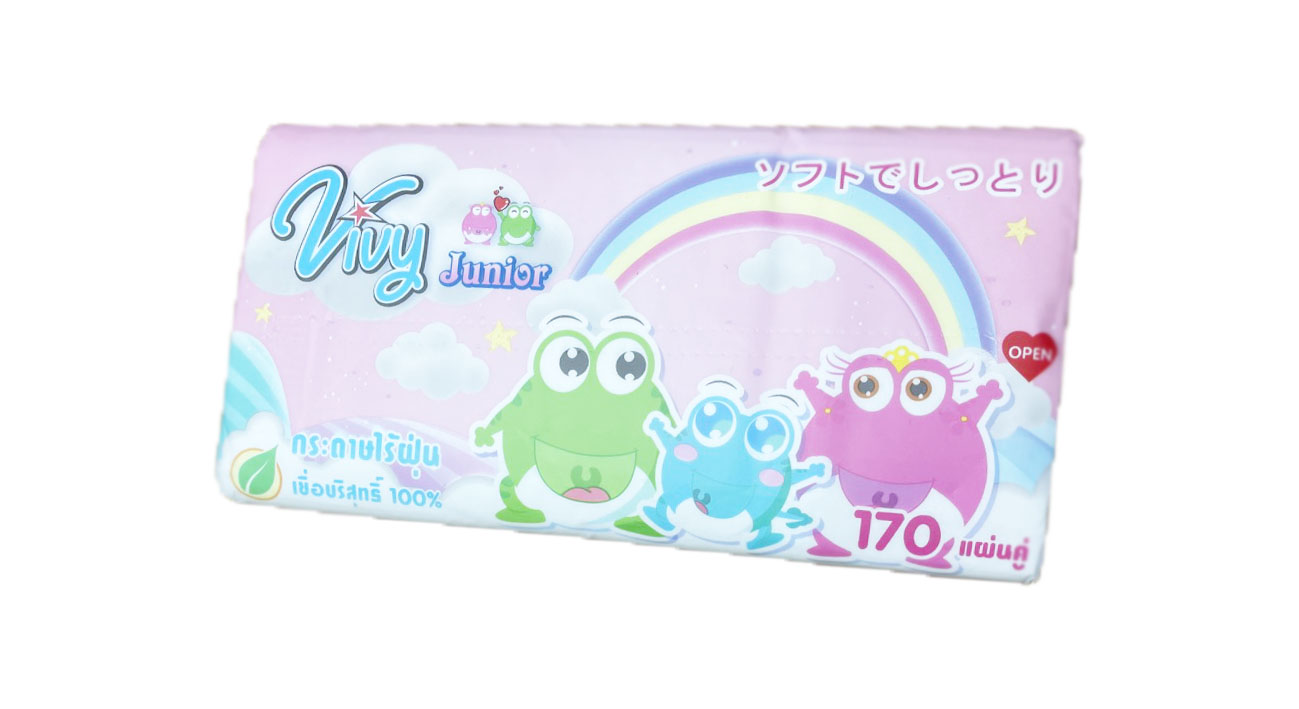 ソフトでしっとり
Vivy
Junior
OPEN
กระดาษไร้ฝุ่น
เยื่อบริสุทธิ์ 100%
170 แผ่นคู่